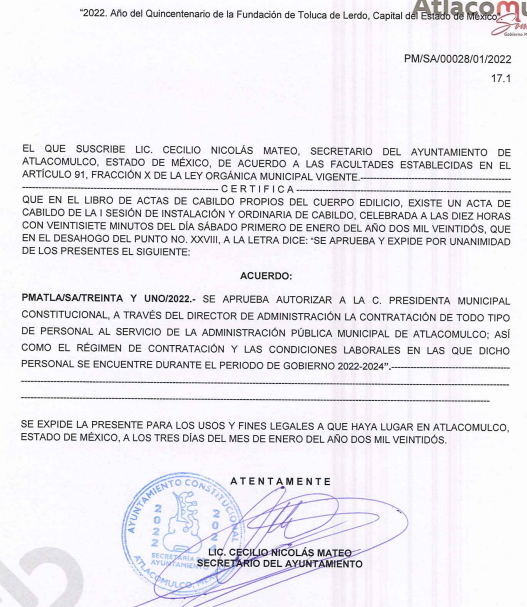 Atlacomu
"2022. Año del Quincentenario de la Fundación de Toluca de Lerdo, Capital del Estado de México".
PM/SA/00028/01/2022
17.1
EL QUE SUSCRIBE LIC. CECILIO NICOLÁS MATEO, SECRETARIO DEL AYUNTAMIENTO DE
ATLACOMULCO, ESTADO DE MÉXICO, DE ACUERDO A LAS FACULTADES ESTABLECIDAS EN EL
ARTÍCULO 91, FRACCIÓN X DE LA LEY ORGÁNICA MUNICIPAL VIGENTE.------------------------------
---------------------------------------- C E R T I F I C A ----------------------------------------
QUE EN EL LIBRO DE ACTAS DE CABILDO PROPIOS DEL CUERPO EDILICIO, EXISTE UN ACTA DE
CABILDO DE LA I SESIÓN DE INSTALACIÓN Y ORDINARIA DE CABILDO, CELEBRADA A LAS DIEZ HORAS
CON VEINTISIETE MINUTOS DEL DÍA SÁBADO PRIMERO DE ENERO DEL AÑO DOS MIL VEINTIDÓS, QUE
EN EL DESAHOGO DEL PUNTO NO. XXVIII, A LA LETRA DICE: "SE APRUEBA Y EXPIDE POR UNANIMIDAD
DE LOS PRESENTES EL SIGUIENTE:
ACUERDO:
PMATLA/SA/TREINTA Y UNO/2022.- SE APRUEBA AUTORIZAR A LA C. PRESIDENTA MUNICIPAL
CONSTITUCIONAL, A TRAVÉS DEL DIRECTOR DE ADMINISTRACIÓN LA CONTRATACIÓN DE TODO TIPO
DE PERSONAL AL SERVICIO DE LA ADMINISTRACIÓN PÚBLICA MUNICIPAL DE ATLACOMULCO; ASÍ
COMO EL RÉGIMEN DE CONTRATACIÓN Y LAS CONDICIONES LABORALES EN LAS QUE DICHO
PERSONAL SE ENCUENTRE DURANTE EL PERIODO DE GOBIERNO 2022-2024".------------------------------
SE EXPIDE LA PRESENTE PARA LOS USOS Y FINES LEGALES A QUE HAYA LUGAR EN ATLACOMULCO,
ESTADO DE MÉXICO, A LOS TRES DÍAS DEL MES DE ENERO DEL AÑO DOS MIL VEINTIDÓS.
A T E N T A M E N T E
AYUNTAMIENTO CONSTITUCIONAL
2022
2024
SECRETARÍA DEL
AYUNTAMIENTO
ATLACOMULCO, MÉX.
LIC. CECILIO NICOLÁS MATEO
SECRETARIO DEL AYUNTAMIENTO